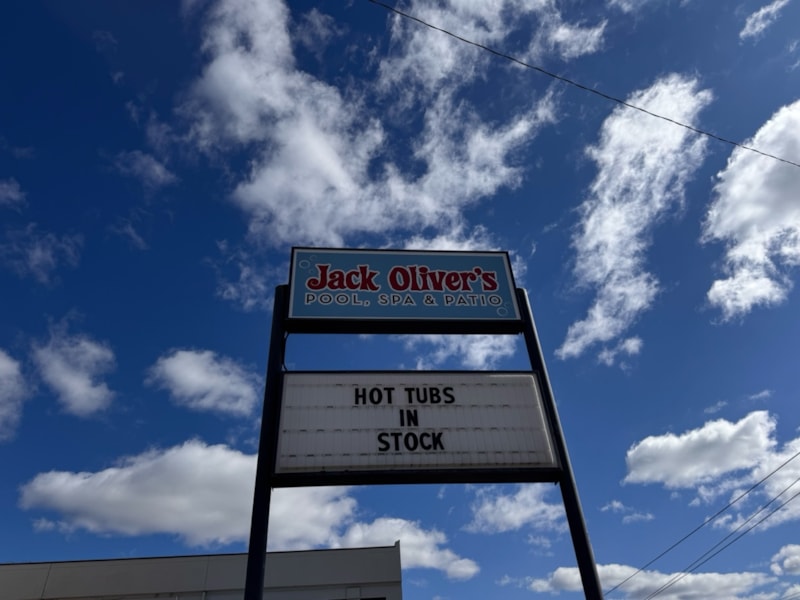 Jack Oliver's
POOL, SPA & PATIO
HOT TUBS
IN
STOCK